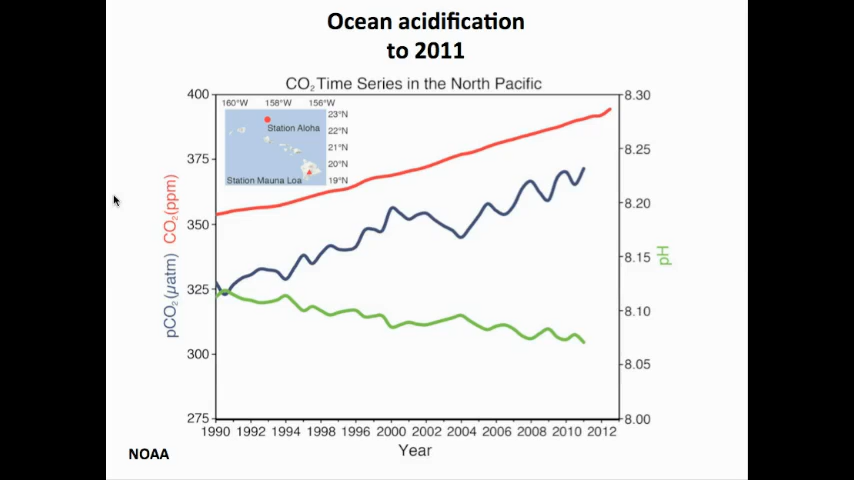 Ocean acidification
to 2011
CO₂ Time Series in the North Pacific
400
375
350
325
300
275
CO₂(ppm)
pCO₂(µatm)
160°W 158°W 156°W
23°N
22°N
21°N
20°N
19°N
Station Aloha
Station Mauna Loa
8.30
8.25
8.20
8.15
8.10
8.05
8.00
pH
1990 1992 1994 1998 1996 2000 2002 2004 2006 2008 2010 2012
Year
NOAA